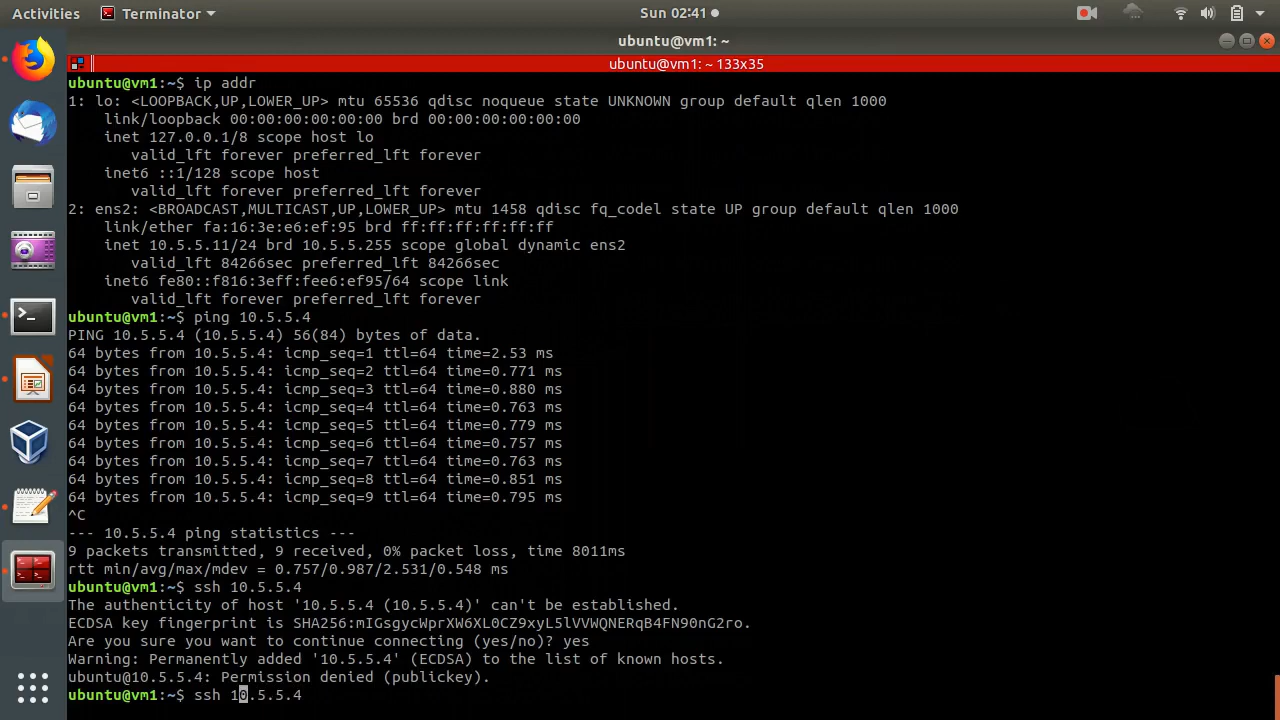 Activities Terminator Sun 02:41
ubuntu@vm1: ~
ubuntu@vm1: ~ 133x35
ubuntu@vm1:~$ ip addr
1: lo: <LOOPBACK,UP,LOWER_UP> mtu 65536 qdisc noqueue state UNKNOWN group default qlen 1000
link/loopback 00:00:00:00:00:00 brd 00:00:00:00:00:00
inet 127.0.0.1/8 scope host lo
valid_lft forever preferred_lft forever
inet6 ::1/128 scope host
valid_lft forever preferred_lft forever
2: ens2: <BROADCAST,MULTICAST,UP,LOWER_UP> mtu 1458 qdisc fq_codel state UP group default qlen 1000
link/ether fa:16:3e:e6:ef:95 brd ff:ff:ff:ff:ff:ff
inet 10.5.5.11/24 brd 10.5.5.255 scope global dynamic ens2
valid_lft 84266sec preferred_lft 84266sec
inet6 fe80::f816:3eff:fee6:ef95/64 scope link
valid_lft forever preferred_lft forever
ubuntu@vm1:~$ ping 10.5.5.4
PING 10.5.5.4 (10.5.5.4) 56(84) bytes of data.
64 bytes from 10.5.5.4: icmp_seq=1 ttl=64 time=2.53 ms
64 bytes from 10.5.5.4: icmp_seq=2 ttl=64 time=0.771 ms
64 bytes from 10.5.5.4: icmp_seq=3 ttl=64 time=0.880 ms
64 bytes from 10.5.5.4: icmp_seq=4 ttl=64 time=0.763 ms
64 bytes from 10.5.5.4: icmp_seq=5 ttl=64 time=0.779 ms
64 bytes from 10.5.5.4: icmp_seq=6 ttl=64 time=0.757 ms
64 bytes from 10.5.5.4: icmp_seq=7 ttl=64 time=0.763 ms
64 bytes from 10.5.5.4: icmp_seq=8 ttl=64 time=0.851 ms
64 bytes from 10.5.5.4: icmp_seq=9 ttl=64 time=0.795 ms
^C
--- 10.5.5.4 ping statistics ---
9 packets transmitted, 9 received, 0% packet loss, time 8011ms
rtt min/avg/max/mdev = 0.757/0.987/2.531/0.548 ms
ubuntu@vm1:~$ ssh 10.5.5.4
The authenticity of host '10.5.5.4 (10.5.5.4)' can't be established.
ECDSA key fingerprint is SHA256:mIGsgycWprXW6XL0CZ9xyL5lVVWQNERqB4FN90nG2ro.
Are you sure you want to continue connecting (yes/no)? yes
Warning: Permanently added '10.5.5.4' (ECDSA) to the list of known hosts.
ubuntu@10.5.5.4: Permission denied (publickey).
ubuntu@vm1:~$ ssh 10.5.5.4